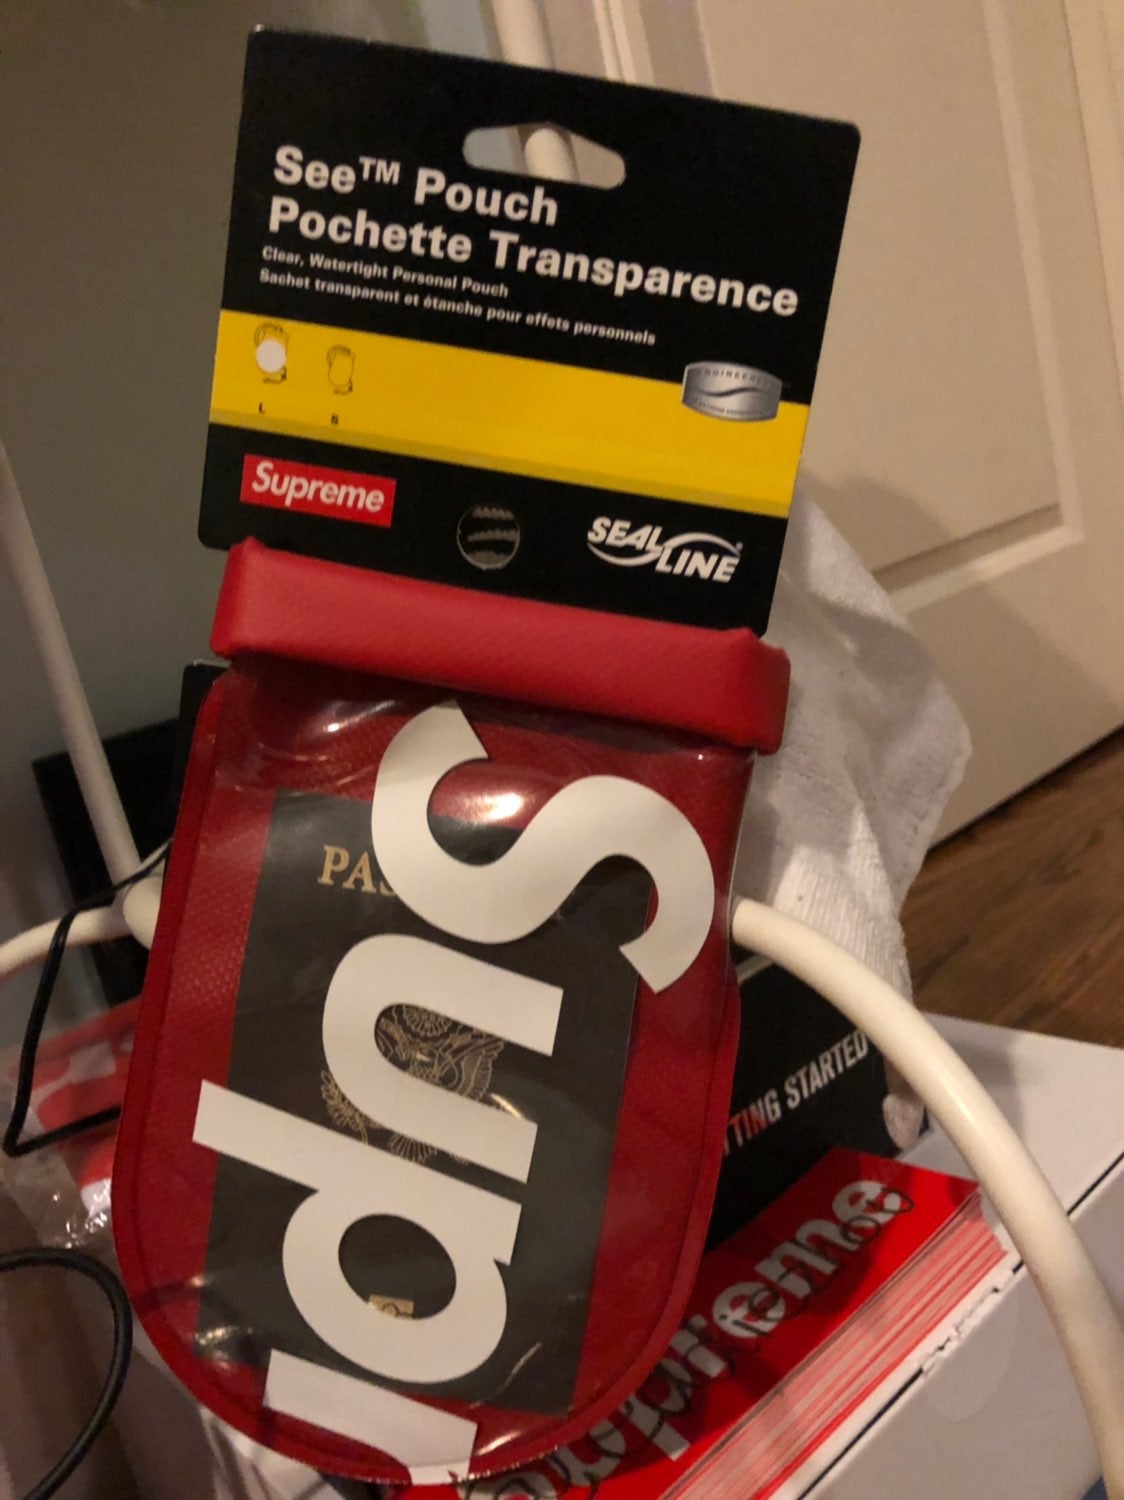 See™ Pouch
Pochette Transparence
Clear, Watertight Personal Pouch
Sachet transparent et étanche pour effets personnels
L S
Supreme
SEAL LINE
PAS
Supr
TING STARTED
Supreme